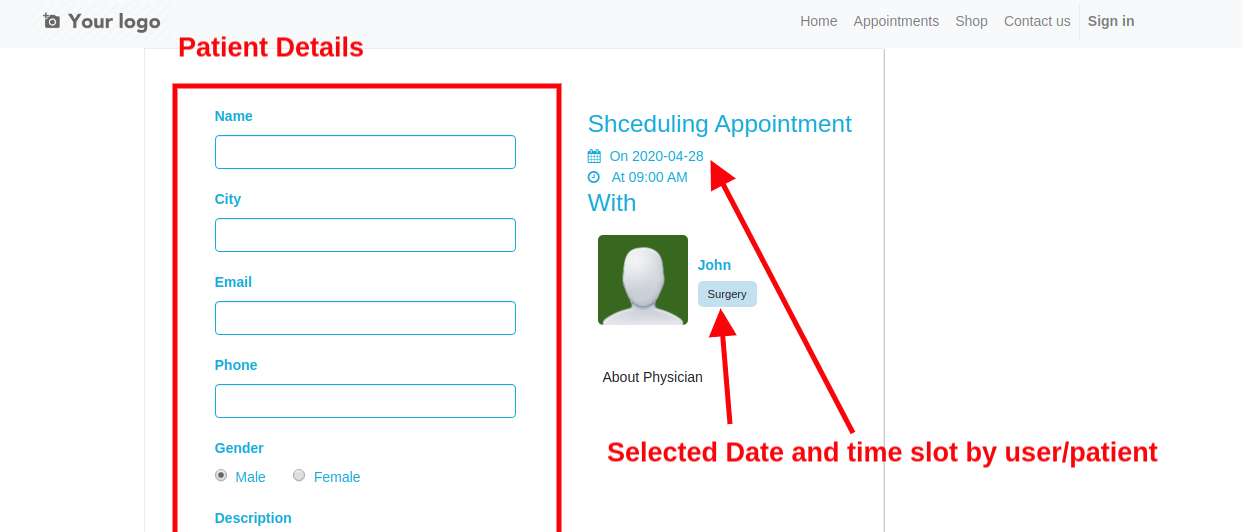 Your logo
Home Appointments Shop Contact us Sign in
Patient Details
Name
City
Email
Phone
Gender
Male Female
Description
Shceduling Appointment
On 2020-04-28
At 09:00 AM
With
John
Surgery
About Physician
Selected Date and time slot by user/patient